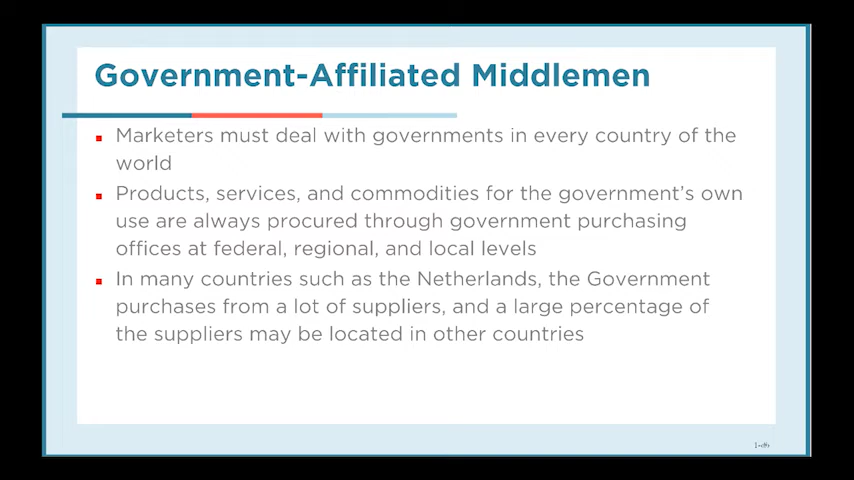 Government-Affiliated Middlemen
Marketers must deal with governments in every country of the
world
Products, services, and commodities for the government's own
use are always procured through government purchasing
offices at federal, regional, and local levels
In many countries such as the Netherlands, the Government
purchases from a lot of suppliers, and a large percentage of
the suppliers may be located in other countries